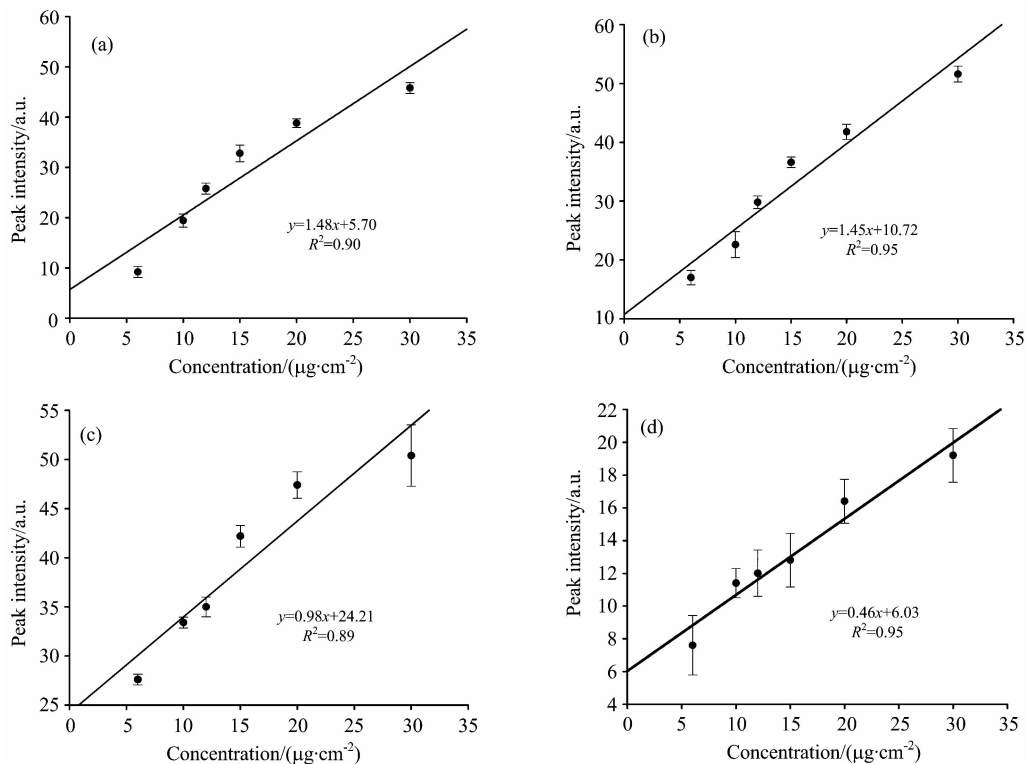 (a)
Peak intensity/a.u.
60
50
40
30
20
10
0
y=1.48x+5.70
R²=0.90
0 5 10 15 20 25 30 35
Concentration/(μg·cm⁻²)
(b)
Peak intensity/a.u.
60
50
40
30
20
10
y=1.45x+10.72
R²=0.95
0 5 10 15 20 25 30 35
Concentration/(μg·cm⁻²)
(c)
Peak intensity/a.u.
55
50
45
40
35
30
25
y=0.98x+24.21
R²=0.89
0 5 10 15 20 25 30 35
Concentration/(μg·cm⁻²)
(d)
Peak intensity/a.u.
22
20
18
16
14
12
10
8
6
4
y=0.46x+6.03
R²=0.95
0 5 10 15 20 25 30 35
Concentration/(μg·cm⁻²)